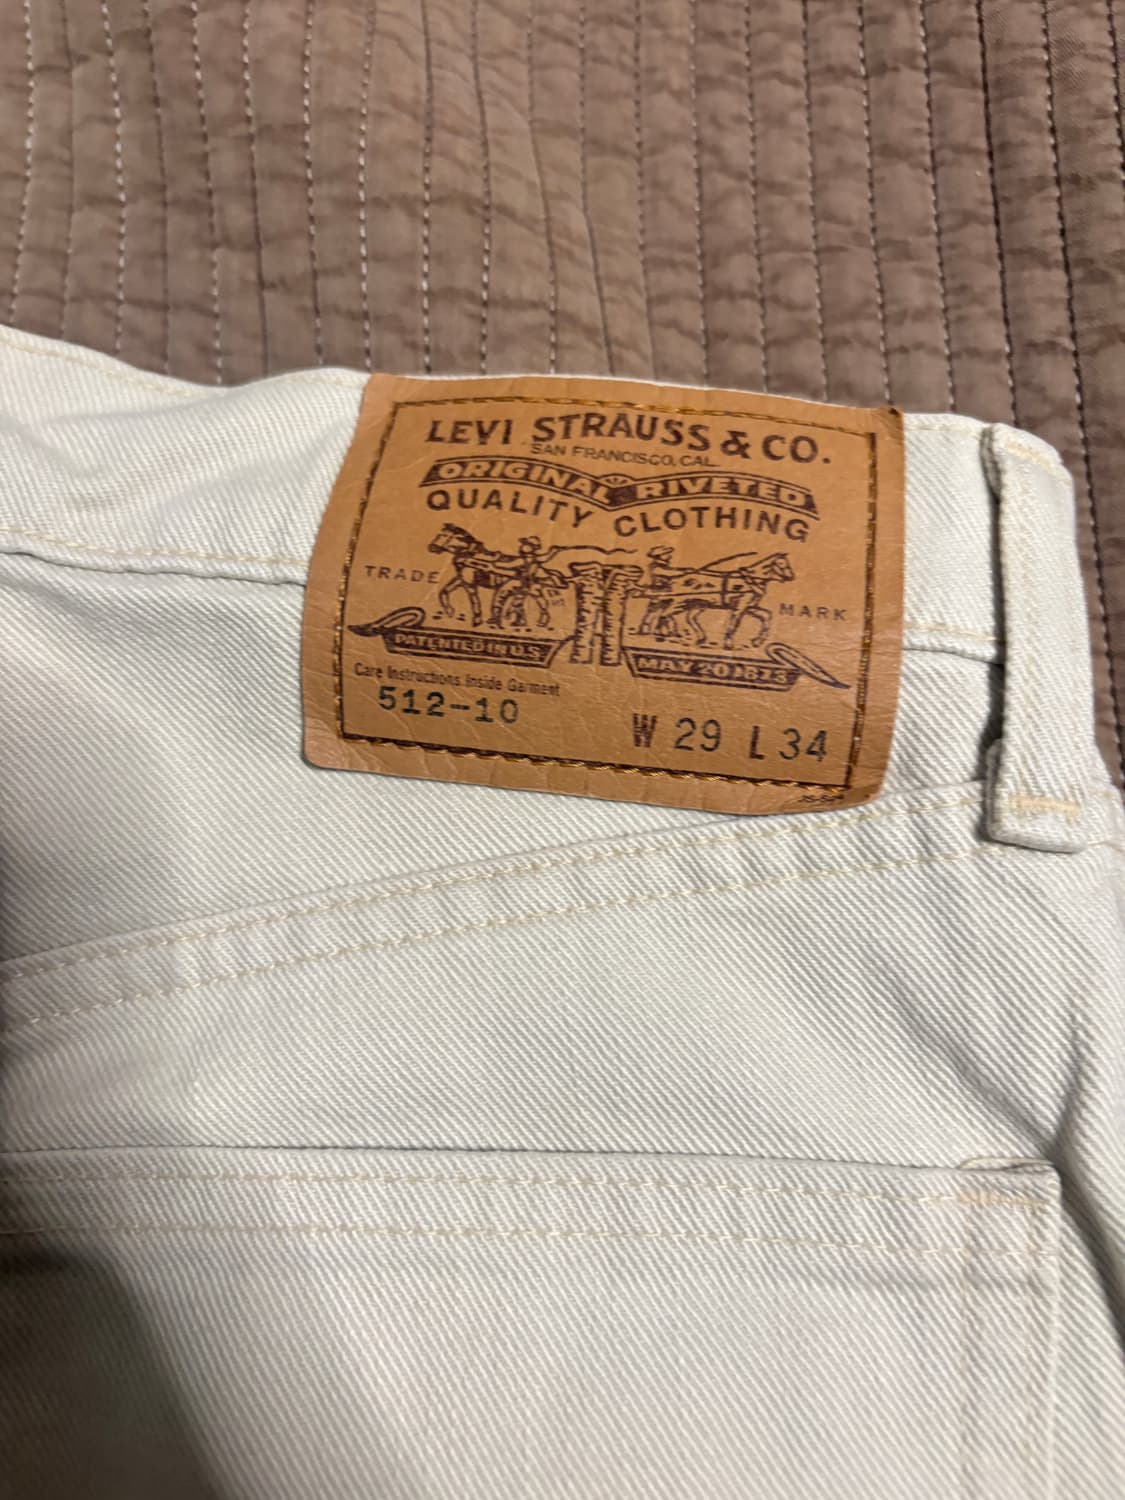 LEVI STRAUSS & CO.
SAN FRANCISCO, CAL.
ORIGINAL RIVETED
QUALITY CLOTHING
TRADE MARK
PATENTED IN U.S.
MAY 20 1873
Care Instructions Inside Garment
512-10
W 29 L 34